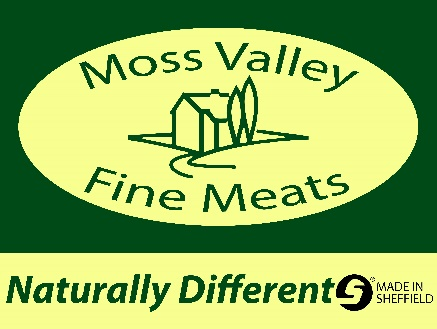 Moss Valley
Fine Meats
Naturally Different
® MADE IN
SHEFFIELD